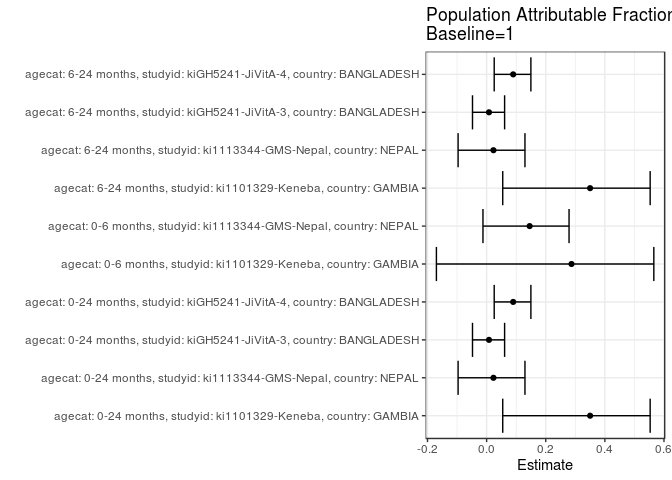 Population Attributable Fraction
Baseline=1
agecat: 6-24 months, studyid: kiGH5241-JiVitA-4, country: BANGLADESH
agecat: 6-24 months, studyid: kiGH5241-JiVitA-3, country: BANGLADESH
agecat: 6-24 months, studyid: ki1113344-GMS-Nepal, country: NEPAL
agecat: 6-24 months, studyid: ki1101329-Keneba, country: GAMBIA
agecat: 0-6 months, studyid: ki1113344-GMS-Nepal, country: NEPAL
agecat: 0-6 months, studyid: ki1101329-Keneba, country: GAMBIA
agecat: 0-24 months, studyid: kiGH5241-JiVitA-4, country: BANGLADESH
agecat: 0-24 months, studyid: kiGH5241-JiVitA-3, country: BANGLADESH
agecat: 0-24 months, studyid: ki1113344-GMS-Nepal, country: NEPAL
agecat: 0-24 months, studyid: ki1101329-Keneba, country: GAMBIA
-0.2 0.0 0.2 0.4 0.6
Estimate